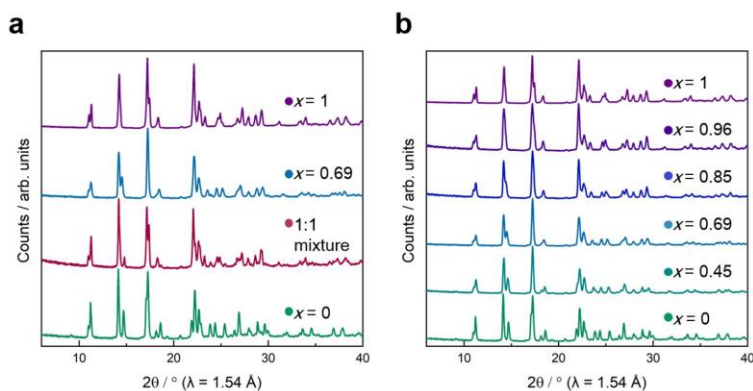 a
Counts / arb. units
x = 1
x = 0.69
1:1
mixture
x = 0
10 20 30 40
2θ / ° (λ = 1.54 Å)
b
Counts / arb. units
x = 1
x = 0.96
x = 0.85
x = 0.69
x = 0.45
x = 0
10 20 30 40
2θ / ° (λ = 1.54 Å)